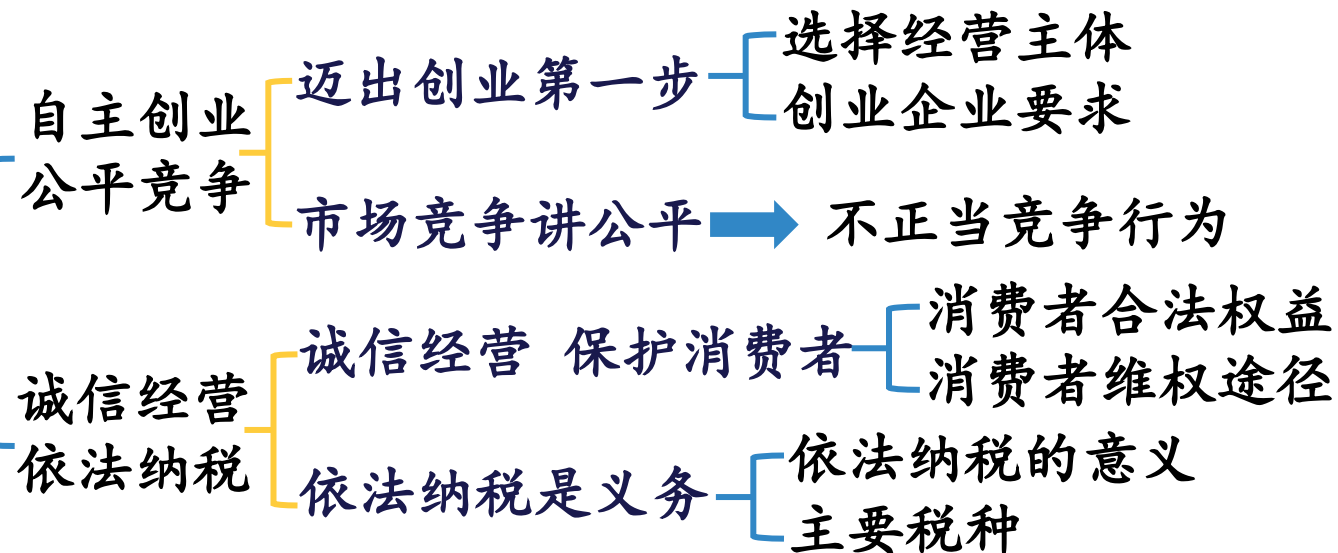 自主创业
公平竞争
迈出创业第一步
选择经营主体
创业企业要求
市场竞争讲公平
不正当竞争行为
诚信经营
依法纳税
诚信经营 保护消费者
消费者合法权益
消费者维权途径
依法纳税是义务
依法纳税的意义
主要税种